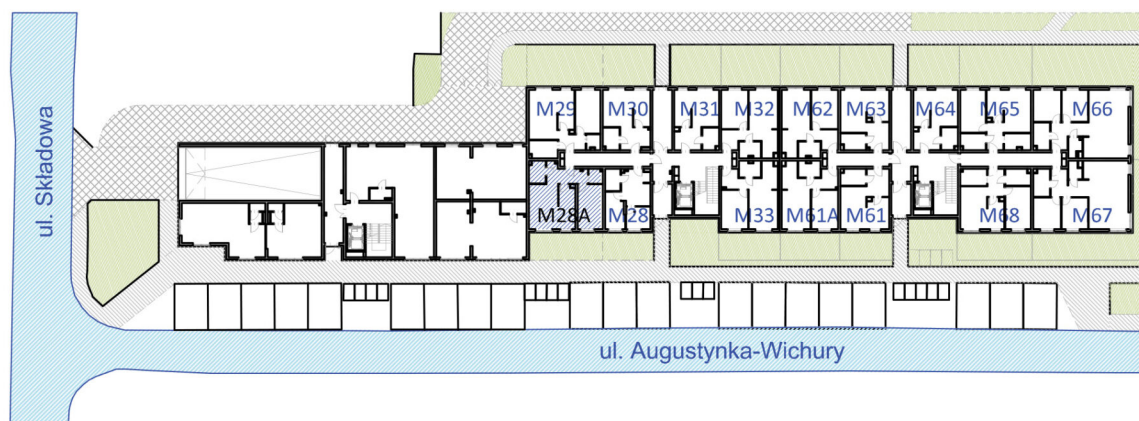 ul. Składowa
M29 M30 M31 M32 M62 M63 M64 M65 M66
M28A M28 M33 M61A M61 M68 M67
ul. Augustynka-Wichury